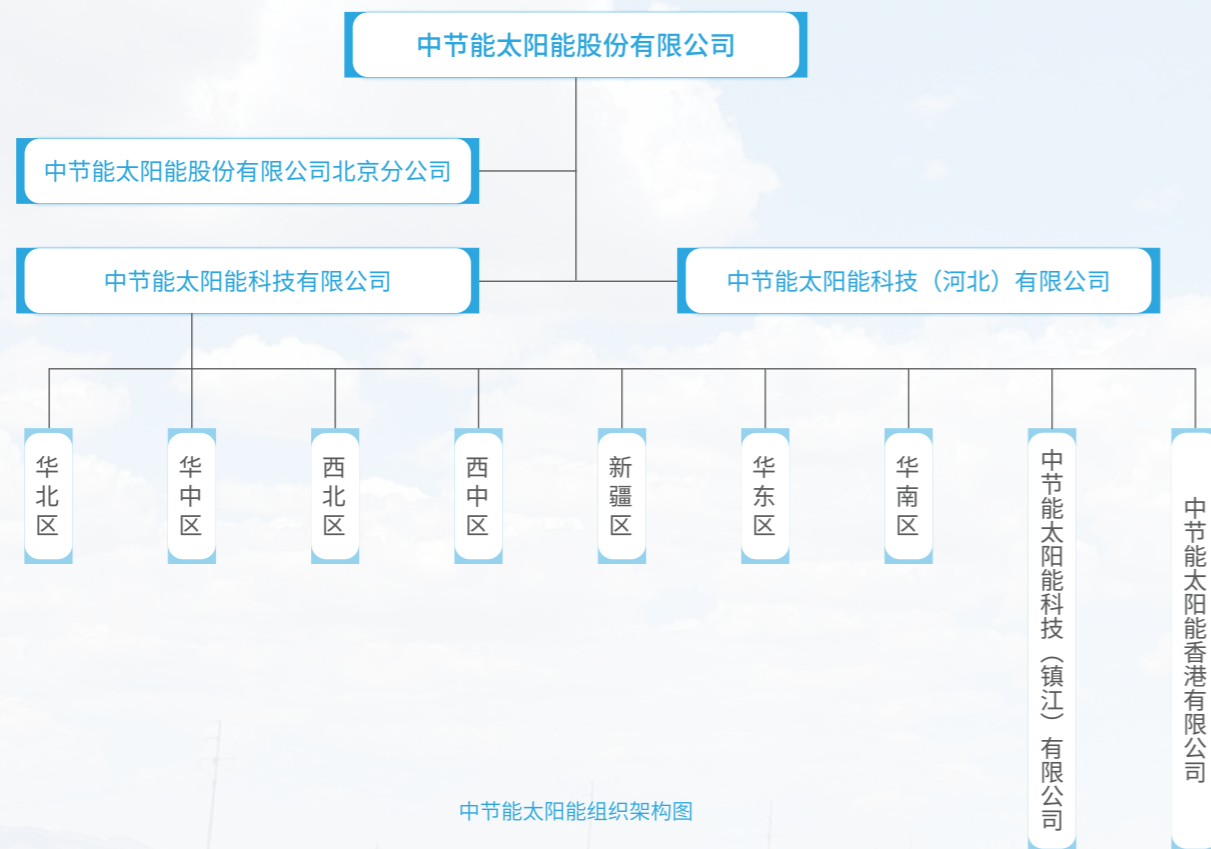 中节能太阳能股份有限公司
中节能太阳能股份有限公司北京分公司
中节能太阳能科技有限公司
中节能太阳能科技（河北）有限公司
华北区
华中区
西北区
西中区
新疆区
华东区
华南区
中节能太阳能科技（镇江）有限公司
中节能太阳能香港有限公司
中节能太阳能组织架构图